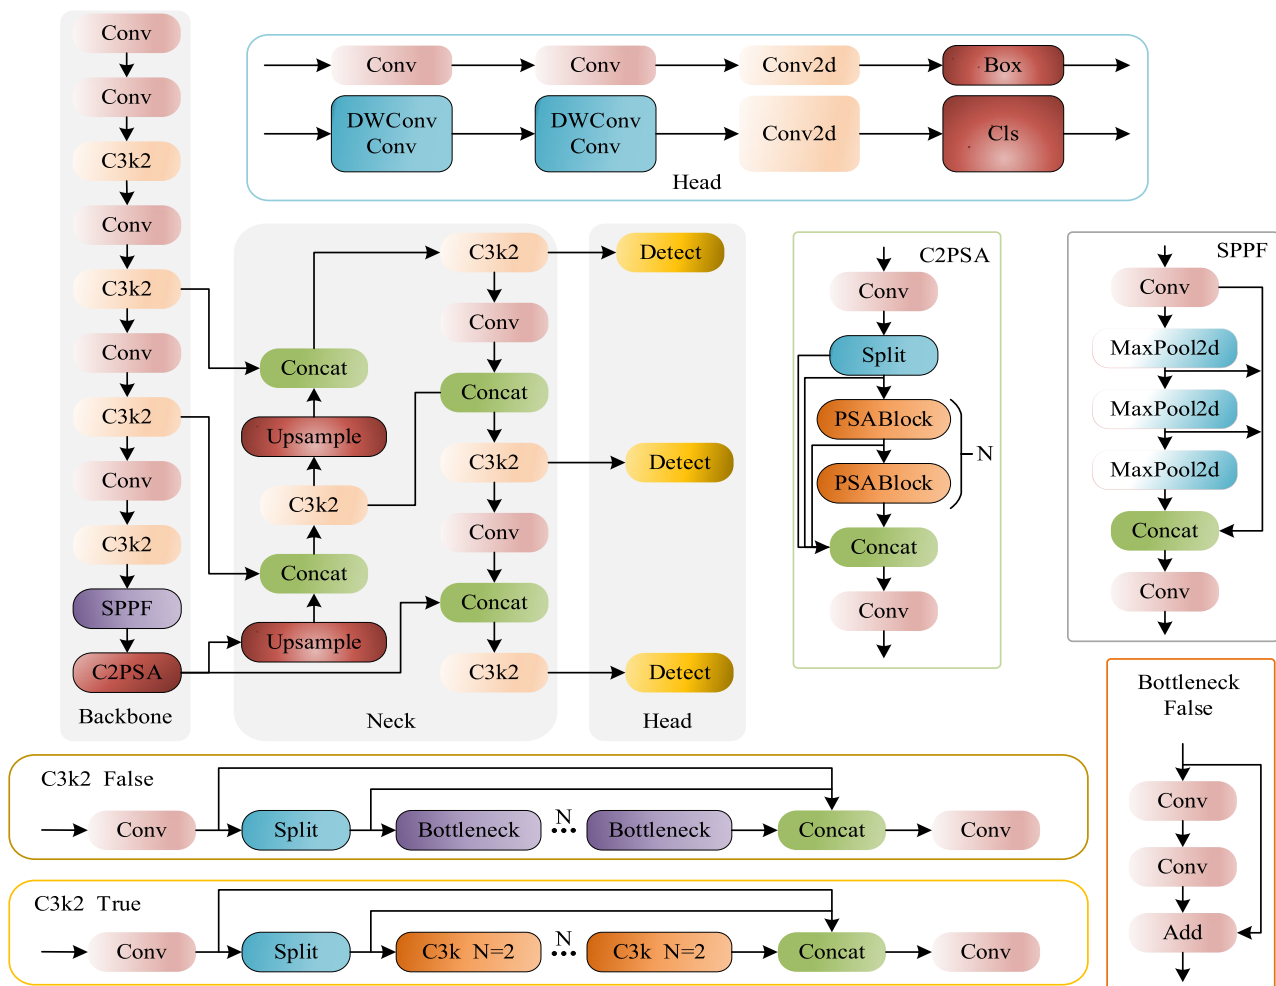 Conv
Conv
C3k2
Conv
C3k2
Conv
C3k2
Conv
C3k2
SPPF
C2PSA
Backbone
Conv
Conv
Conv2d
Box
DWConv
Conv
DWConv
Conv
Conv2d
Cls
Head
Concat
Upsample
C3k2
Concat
Upsample
C3k2
Conv
Concat
C3k2
Conv
Concat
C3k2
Neck
Detect
Detect
Detect
Head
C2PSA
Conv
Split
PSABlock
PSABlock
N
Concat
Conv
SPPF
Conv
MaxPool2d
MaxPool2d
MaxPool2d
Concat
Conv
C3k2 False
Conv
Split
Bottleneck
N
Bottleneck
Concat
Conv
C3k2 True
Conv
Split
C3k N=2
N
C3k N=2
Concat
Conv
Bottleneck
False
Conv
Conv
Add